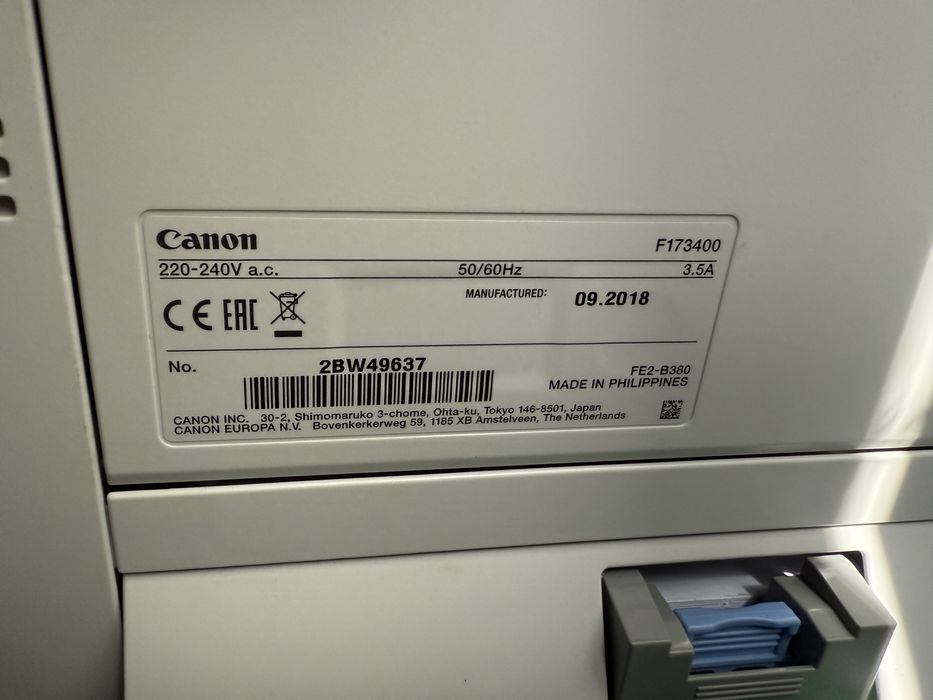 Canon F173400
220-240V a.c. 50/60Hz 3.5A
CE EAC MANUFACTURED: 09.2018
No. 2BW49637 FE2-B380
MADE IN PHILIPPINES
CANON INC. 30-2, Shimomaruko 3-chome, Ohta-ku, Tokyo 146-8501, Japan
CANON EUROPA N.V. Bovenkerkerweg 59, 1185 XB Amstelveen, The Netherlands